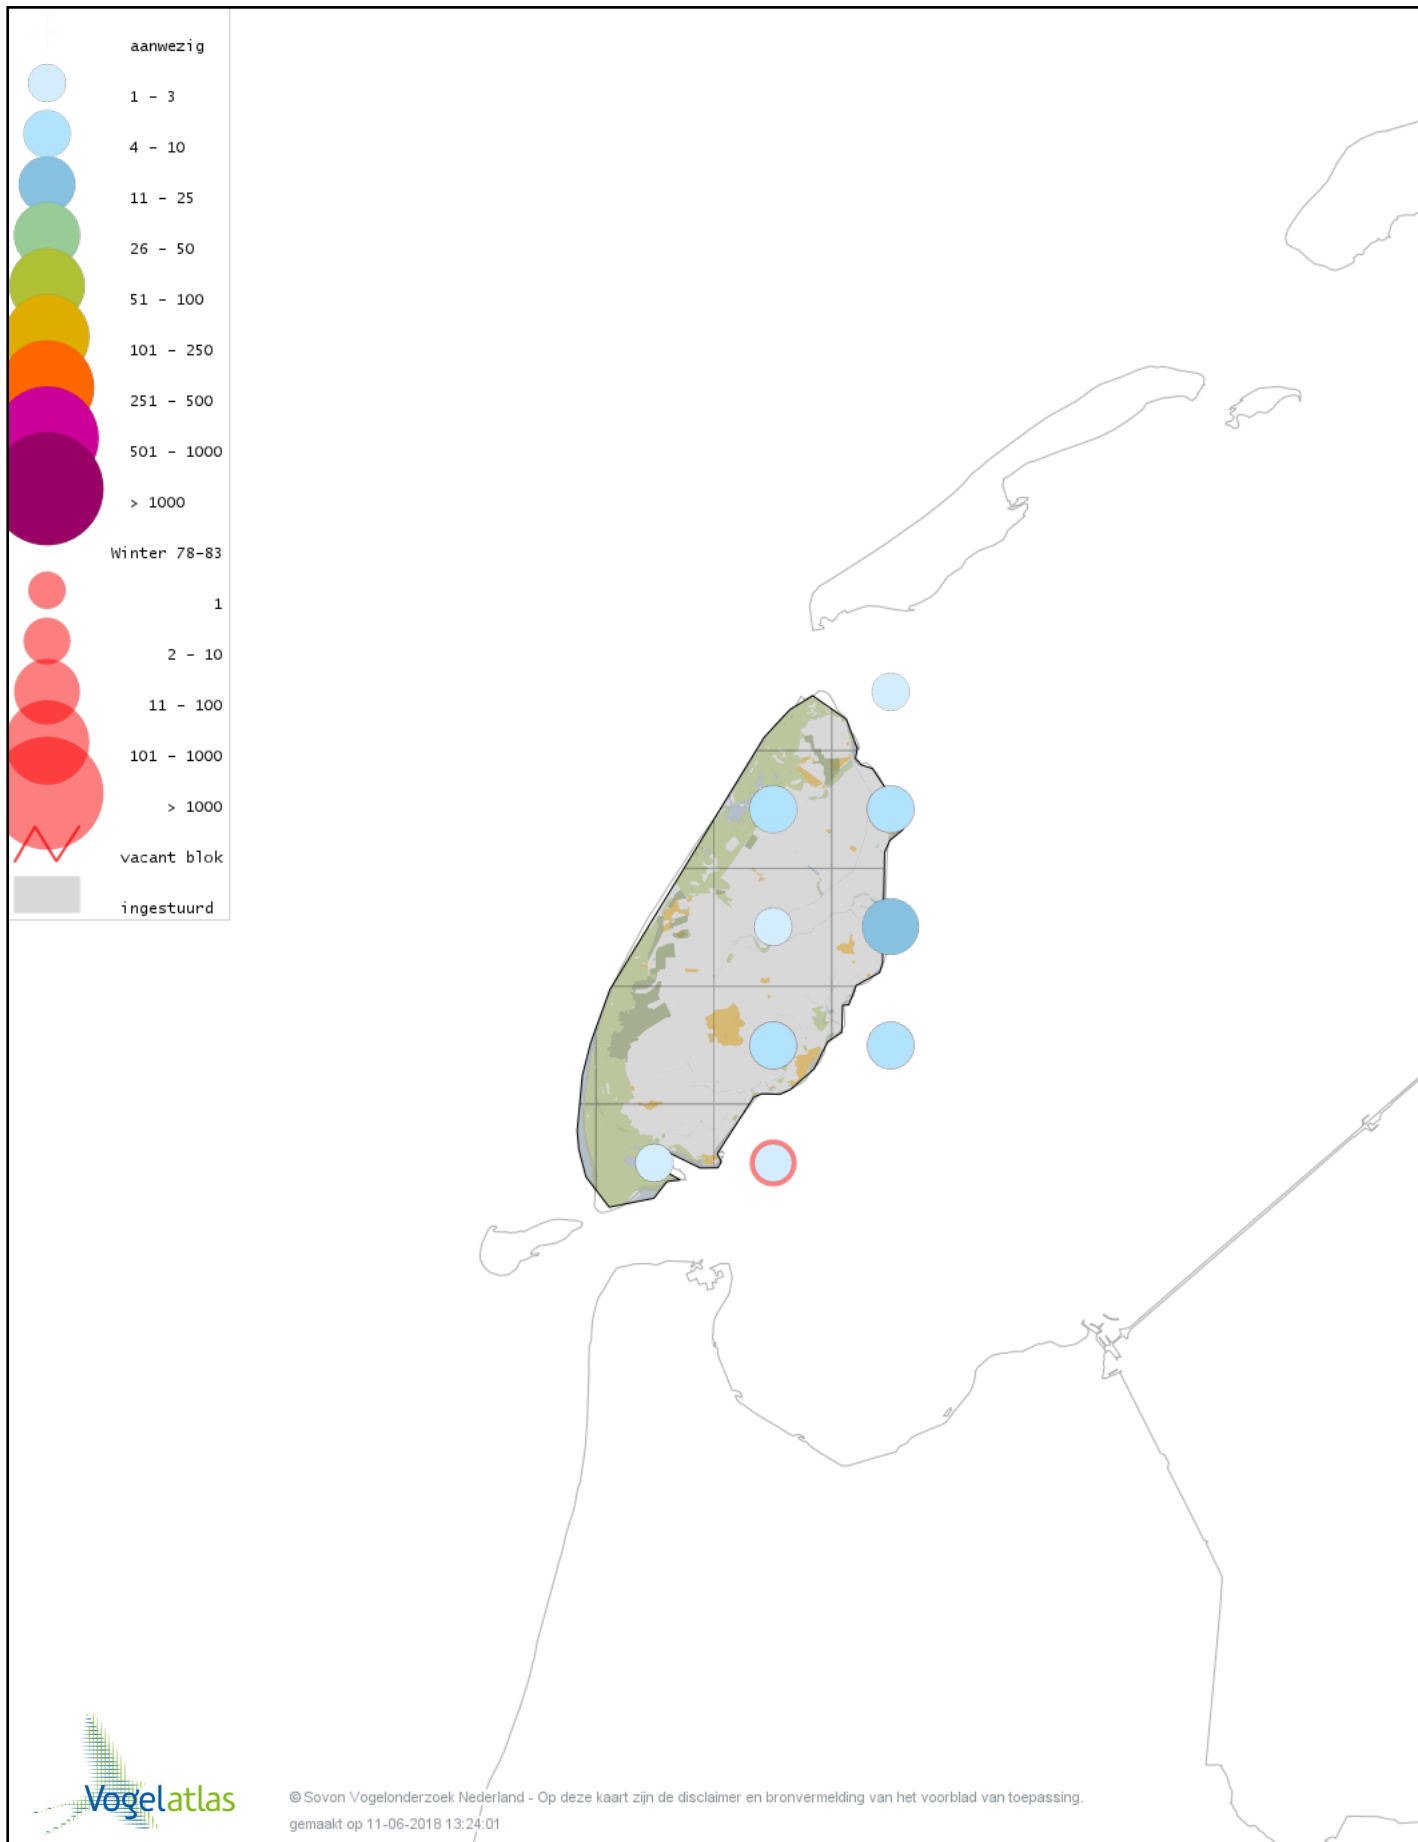 aanwezig
1 – 3
4 – 10
11 – 25
26 – 50
51 – 100
101 – 250
251 – 500
501 – 1000
> 1000
Winter 78–83
1
2 – 10
11 – 100
101 – 1000
> 1000
vacant blok
ingestuurd
Vogelatlas
© Sovon Vogelonderzoek Nederland - Op deze kaart zijn de disclaimer en bronvermelding van het voorblad van toepassing.
gemaakt op 11-06-2018 13:24:01